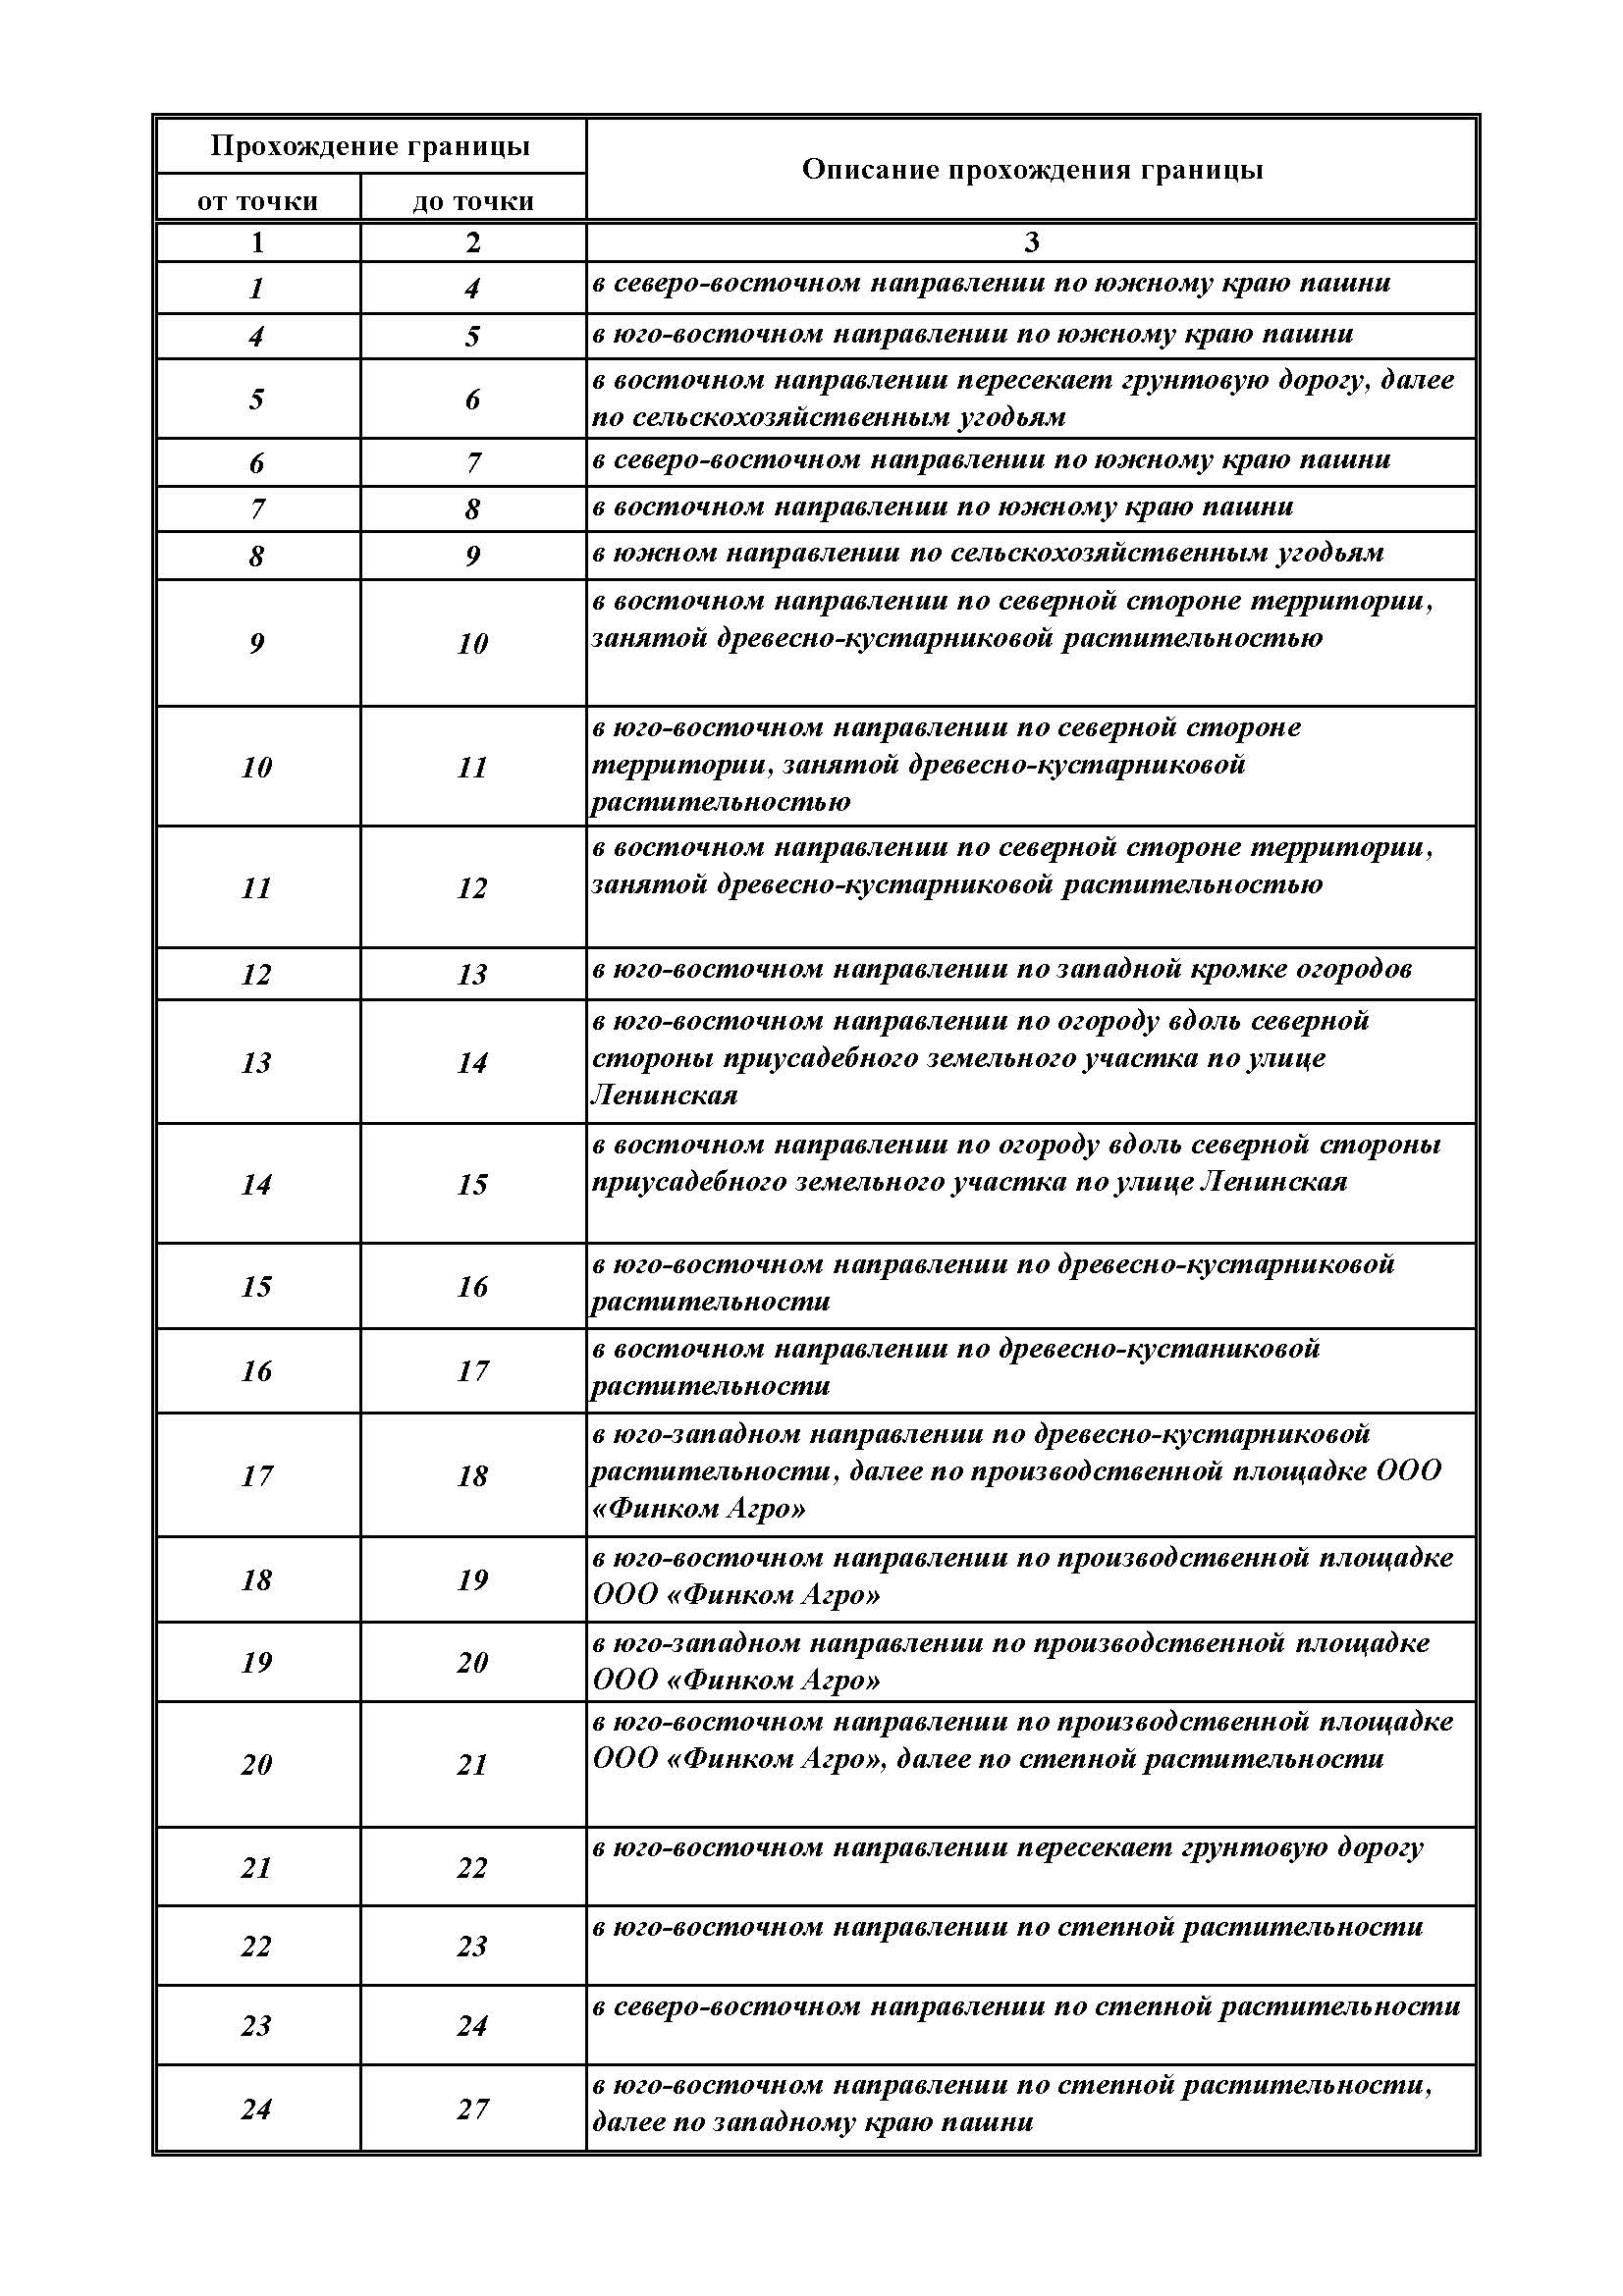 Прохождение границы
Описание прохождения границы
от точки до точки
1 2 3
1 4 в северо-восточном направлении по южному краю пашни
4 5 в юго-восточном направлении по южному краю пашни
5 6 в восточном направлении пересекает грунтовую дорогу, далее
по сельскохозяйственным угодьям
6 7 в северо-восточном направлении по южному краю пашни
7 8 в восточном направлении по южному краю пашни
8 9 в южном направлении по сельскохозяйственным угодьям
9 10 в восточном направлении по северной стороне территории,
занятой древесно-кустарниковой растительностью
10 11 в юго-восточном направлении по северной стороне
территории, занятой древесно-кустарниковой
растительностью
11 12 в восточном направлении по северной стороне территории,
занятой древесно-кустарниковой растительностью
12 13 в юго-восточном направлении по западной кромке огородов
13 14 в юго-восточном направлении по огороду вдоль северной
стороны приусадебного земельного участка по улице
Ленинская
14 15 в восточном направлении по огороду вдоль северной стороны
приусадебного земельного участка по улице Ленинская
15 16 в юго-восточном направлении по древесно-кустарниковой
растительности
16 17 в восточном направлении по древесно-кустаниковой
растительности
17 18 в юго-западном направлении по древесно-кустарниковой
растительности, далее по производственной площадке ООО
«Финком Агро»
18 19 в юго-восточном направлении по производственной площадке
ООО «Финком Агро»
19 20 в юго-западном направлении по производственной площадке
ООО «Финком Агро»
20 21 в юго-восточном направлении по производственной площадке
ООО «Финком Агро», далее по степной растительности
21 22 в юго-восточном направлении пересекает грунтовую дорогу
22 23 в юго-восточном направлении по степной растительности
23 24 в северо-восточном направлении по степной растительности
24 27 в юго-восточном направлении по степной растительности,
далее по западному краю пашни